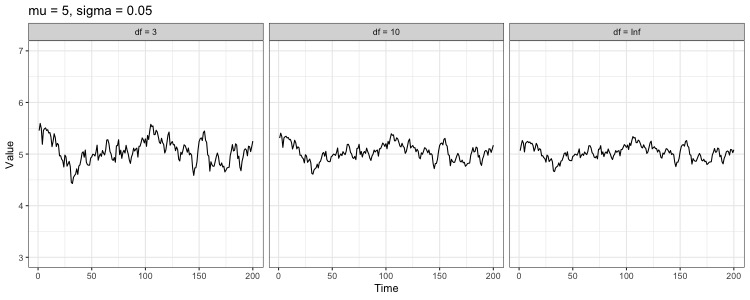 mu = 5, sigma = 0.05
df = 3
df = 10
df = Inf
Value
7
6
5
4
3
0 50 100 150 200
0 50 100 150 200
0 50 100 150 200
Time